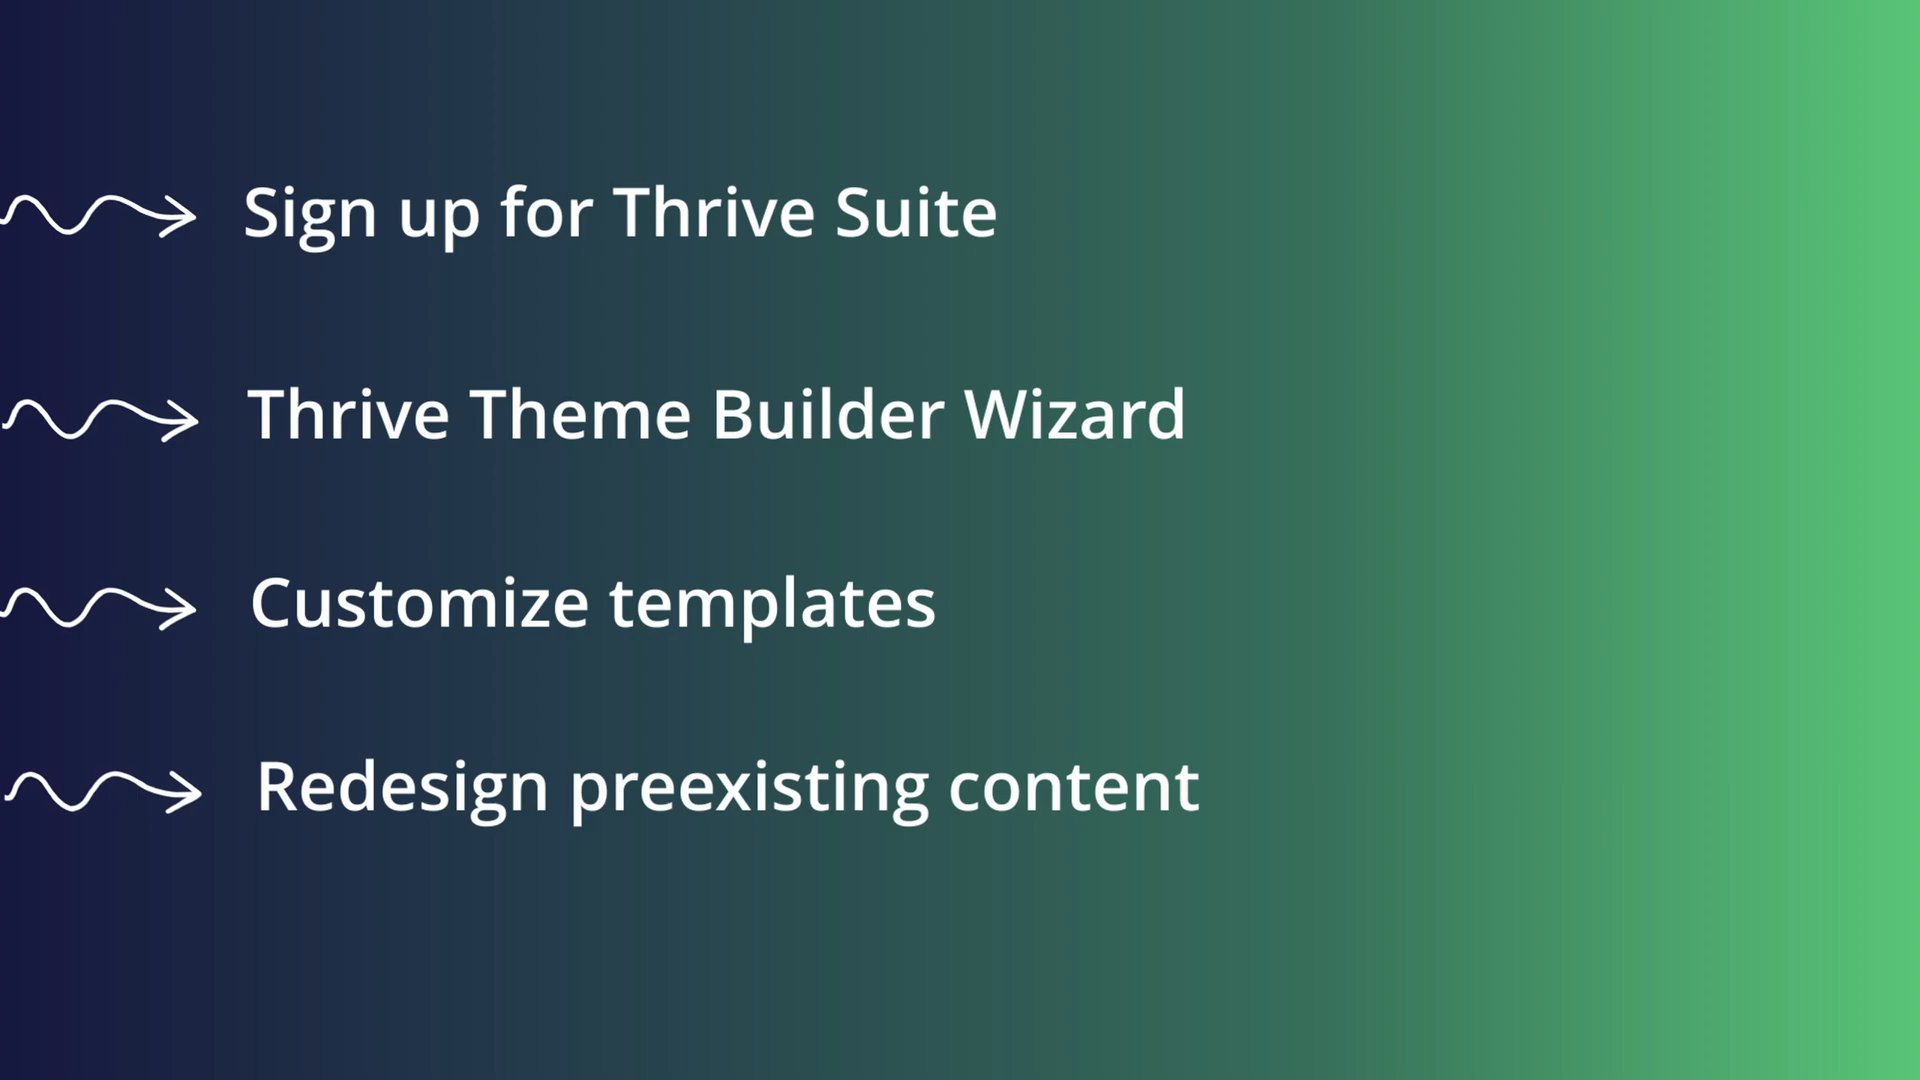 Sign up for Thrive Suite
Thrive Theme Builder Wizard
Customize templates
Redesign preexisting content